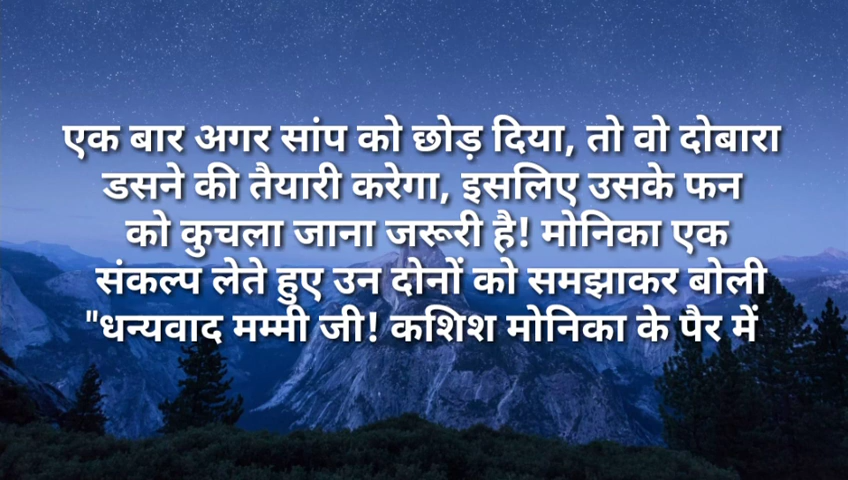 एक बार अगर सांप को छोड़ दिया, तो वो दोबारा
डसने की तैयारी करेगा, इसलिए उसके फन
को कुचला जाना जरूरी है! मोनिका एक
संकल्प लेते हुए उन दोनों को समझाकर बोली
"धन्यवाद मम्मी जी! कशिश मोनिका के पैर में